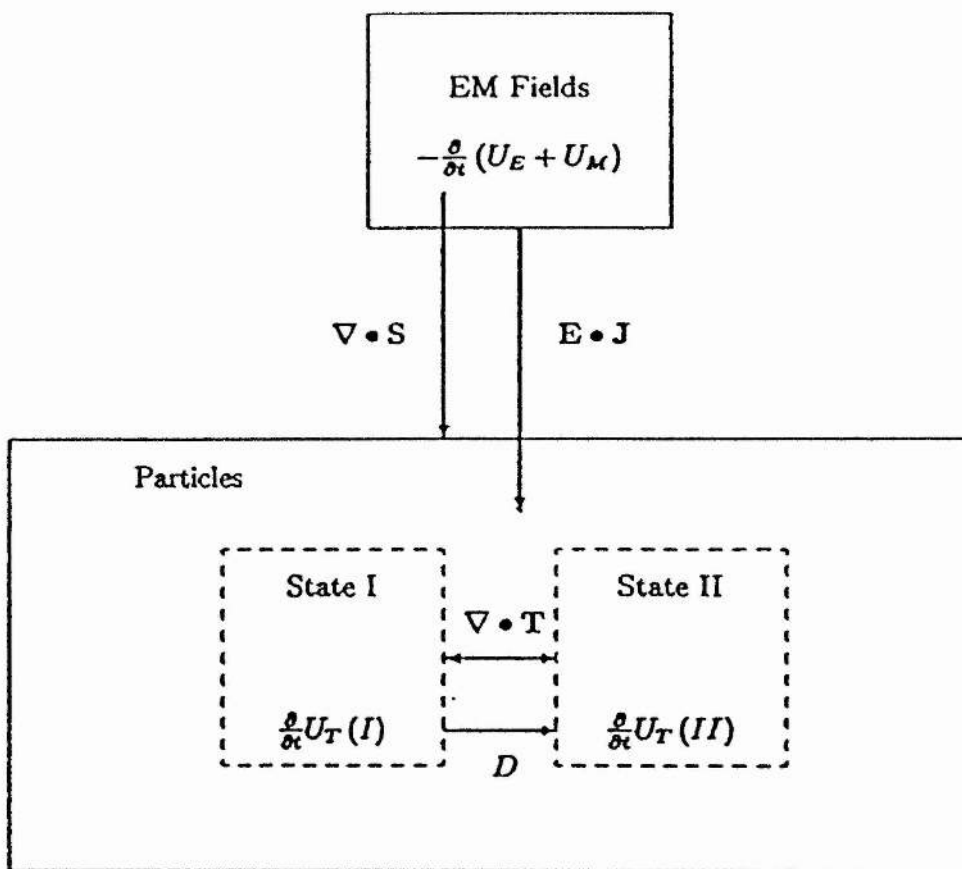 EM Fields
−∂/∂t (U_E + U_M)
∇ • S
E • J
Particles
State I
State II
∇ • T
∂/∂t U_T (I)
∂/∂t U_T (II)
D